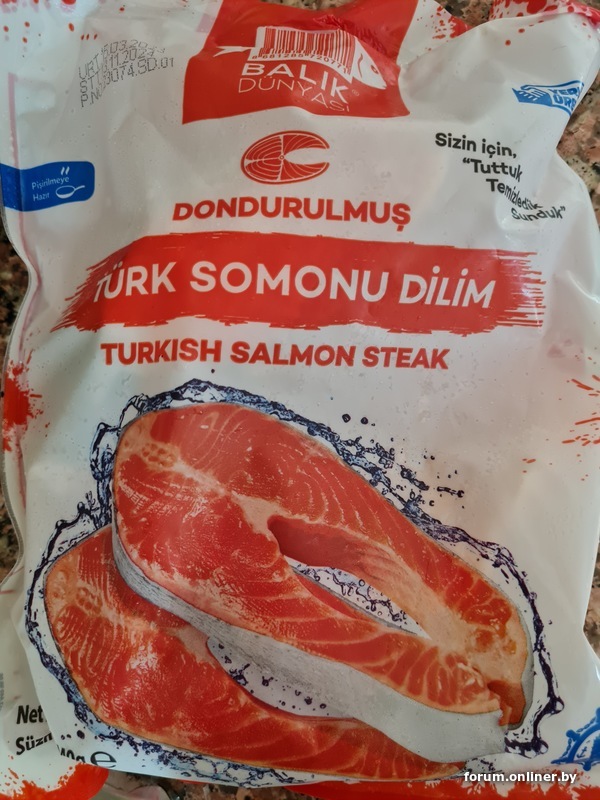 BALIK
DÜNYASI
Pişirilmeye
Hazır
Sizin için,
"Tuttuk
Temizledik
Sunduk"
DONDURULMUŞ
TÜRK SOMONU DİLİM
TURKISH SALMON STEAK
Net
forum.onliner.by